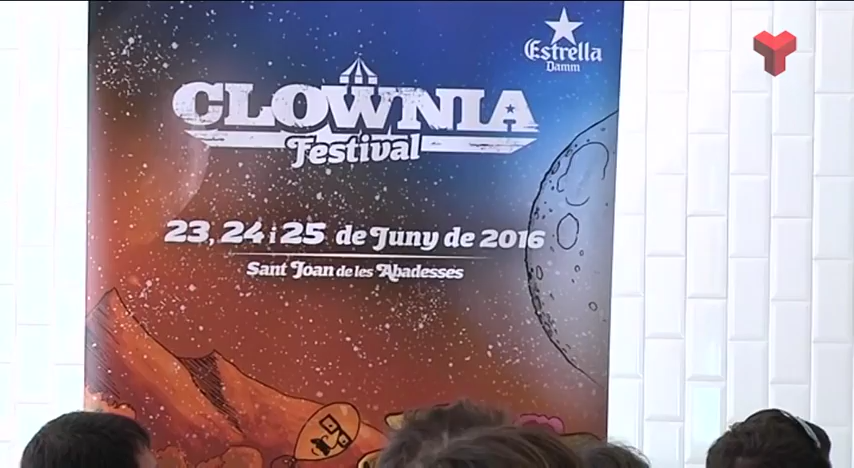 Estrella
Damm
CLOWNIA
Festival
23, 24 i 25 de Juny de 2016
Sant Joan de les Abadesses